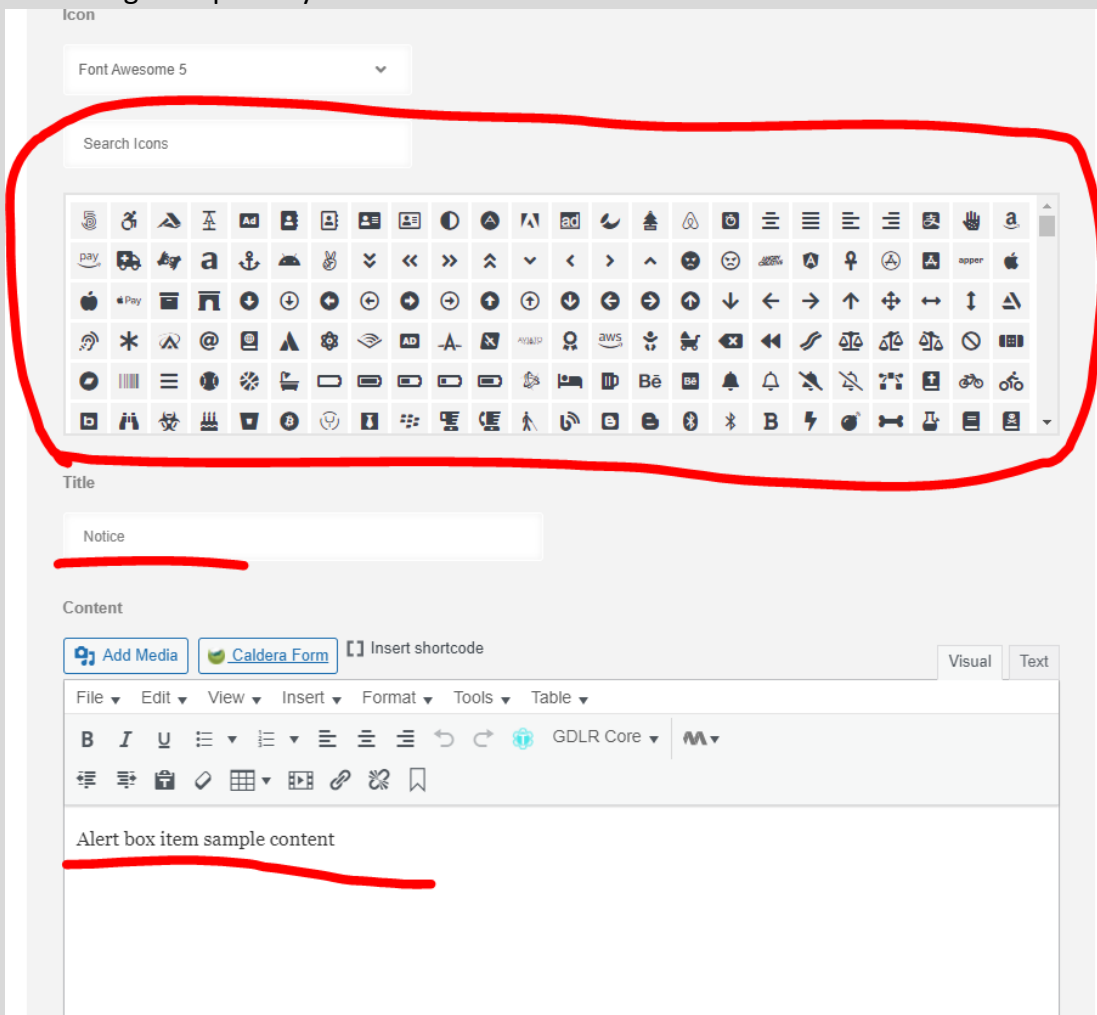 Icon
Font Awesome 5
Search Icons
Title
Notice
Content
Add Media Caldera Form Insert shortcode
Visual Text
File Edit View Insert Format Tools Table
B I U GDLR Core
Alert box item sample content